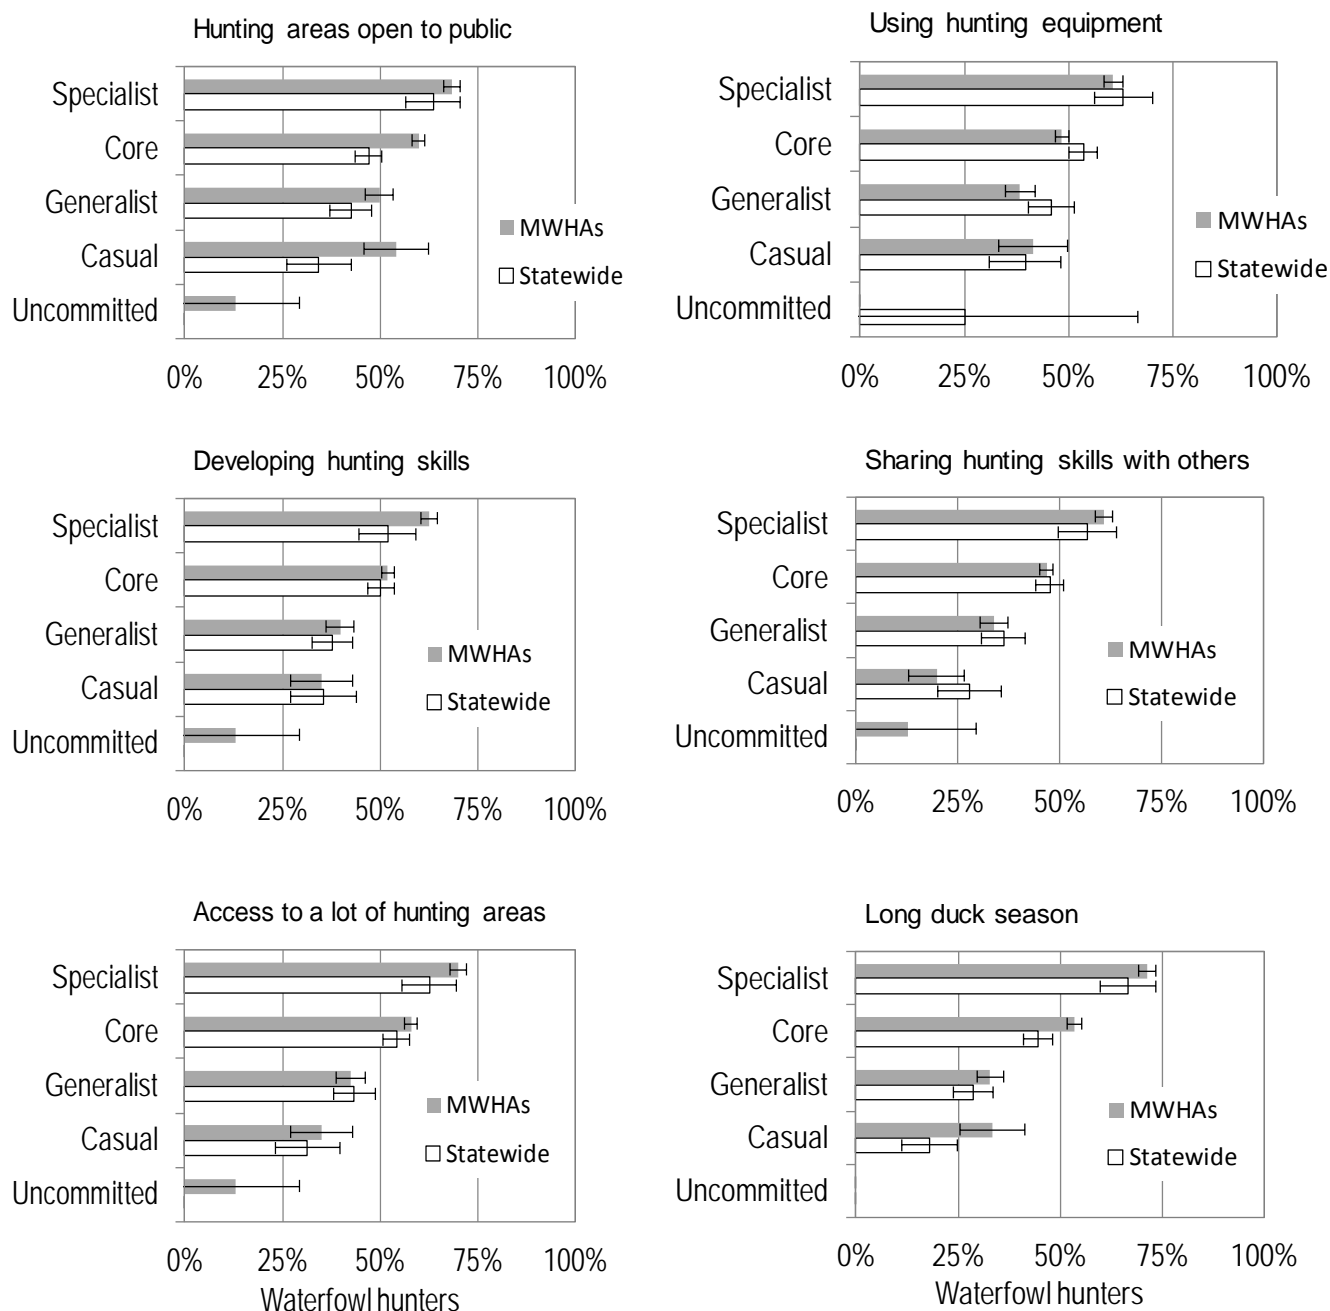 Hunting areas open to public
Specialist
Core
Generalist
Casual
Uncommitted
MWHAs
Statewide
0% 25% 50% 75% 100%
Using hunting equipment
Specialist
Core
Generalist
Casual
Uncommitted
MWHAs
Statewide
0% 25% 50% 75% 100%
Developing hunting skills
Specialist
Core
Generalist
Casual
Uncommitted
MWHAs
Statewide
0% 25% 50% 75% 100%
Sharing hunting skills with others
Specialist
Core
Generalist
Casual
Uncommitted
MWHAs
Statewide
0% 25% 50% 75% 100%
Access to a lot of hunting areas
Specialist
Core
Generalist
Casual
Uncommitted
MWHAs
Statewide
0% 25% 50% 75% 100%
Waterfowl hunters
Long duck season
Specialist
Core
Generalist
Casual
Uncommitted
MWHAs
Statewide
0% 25% 50% 75% 100%
Waterfowl hunters